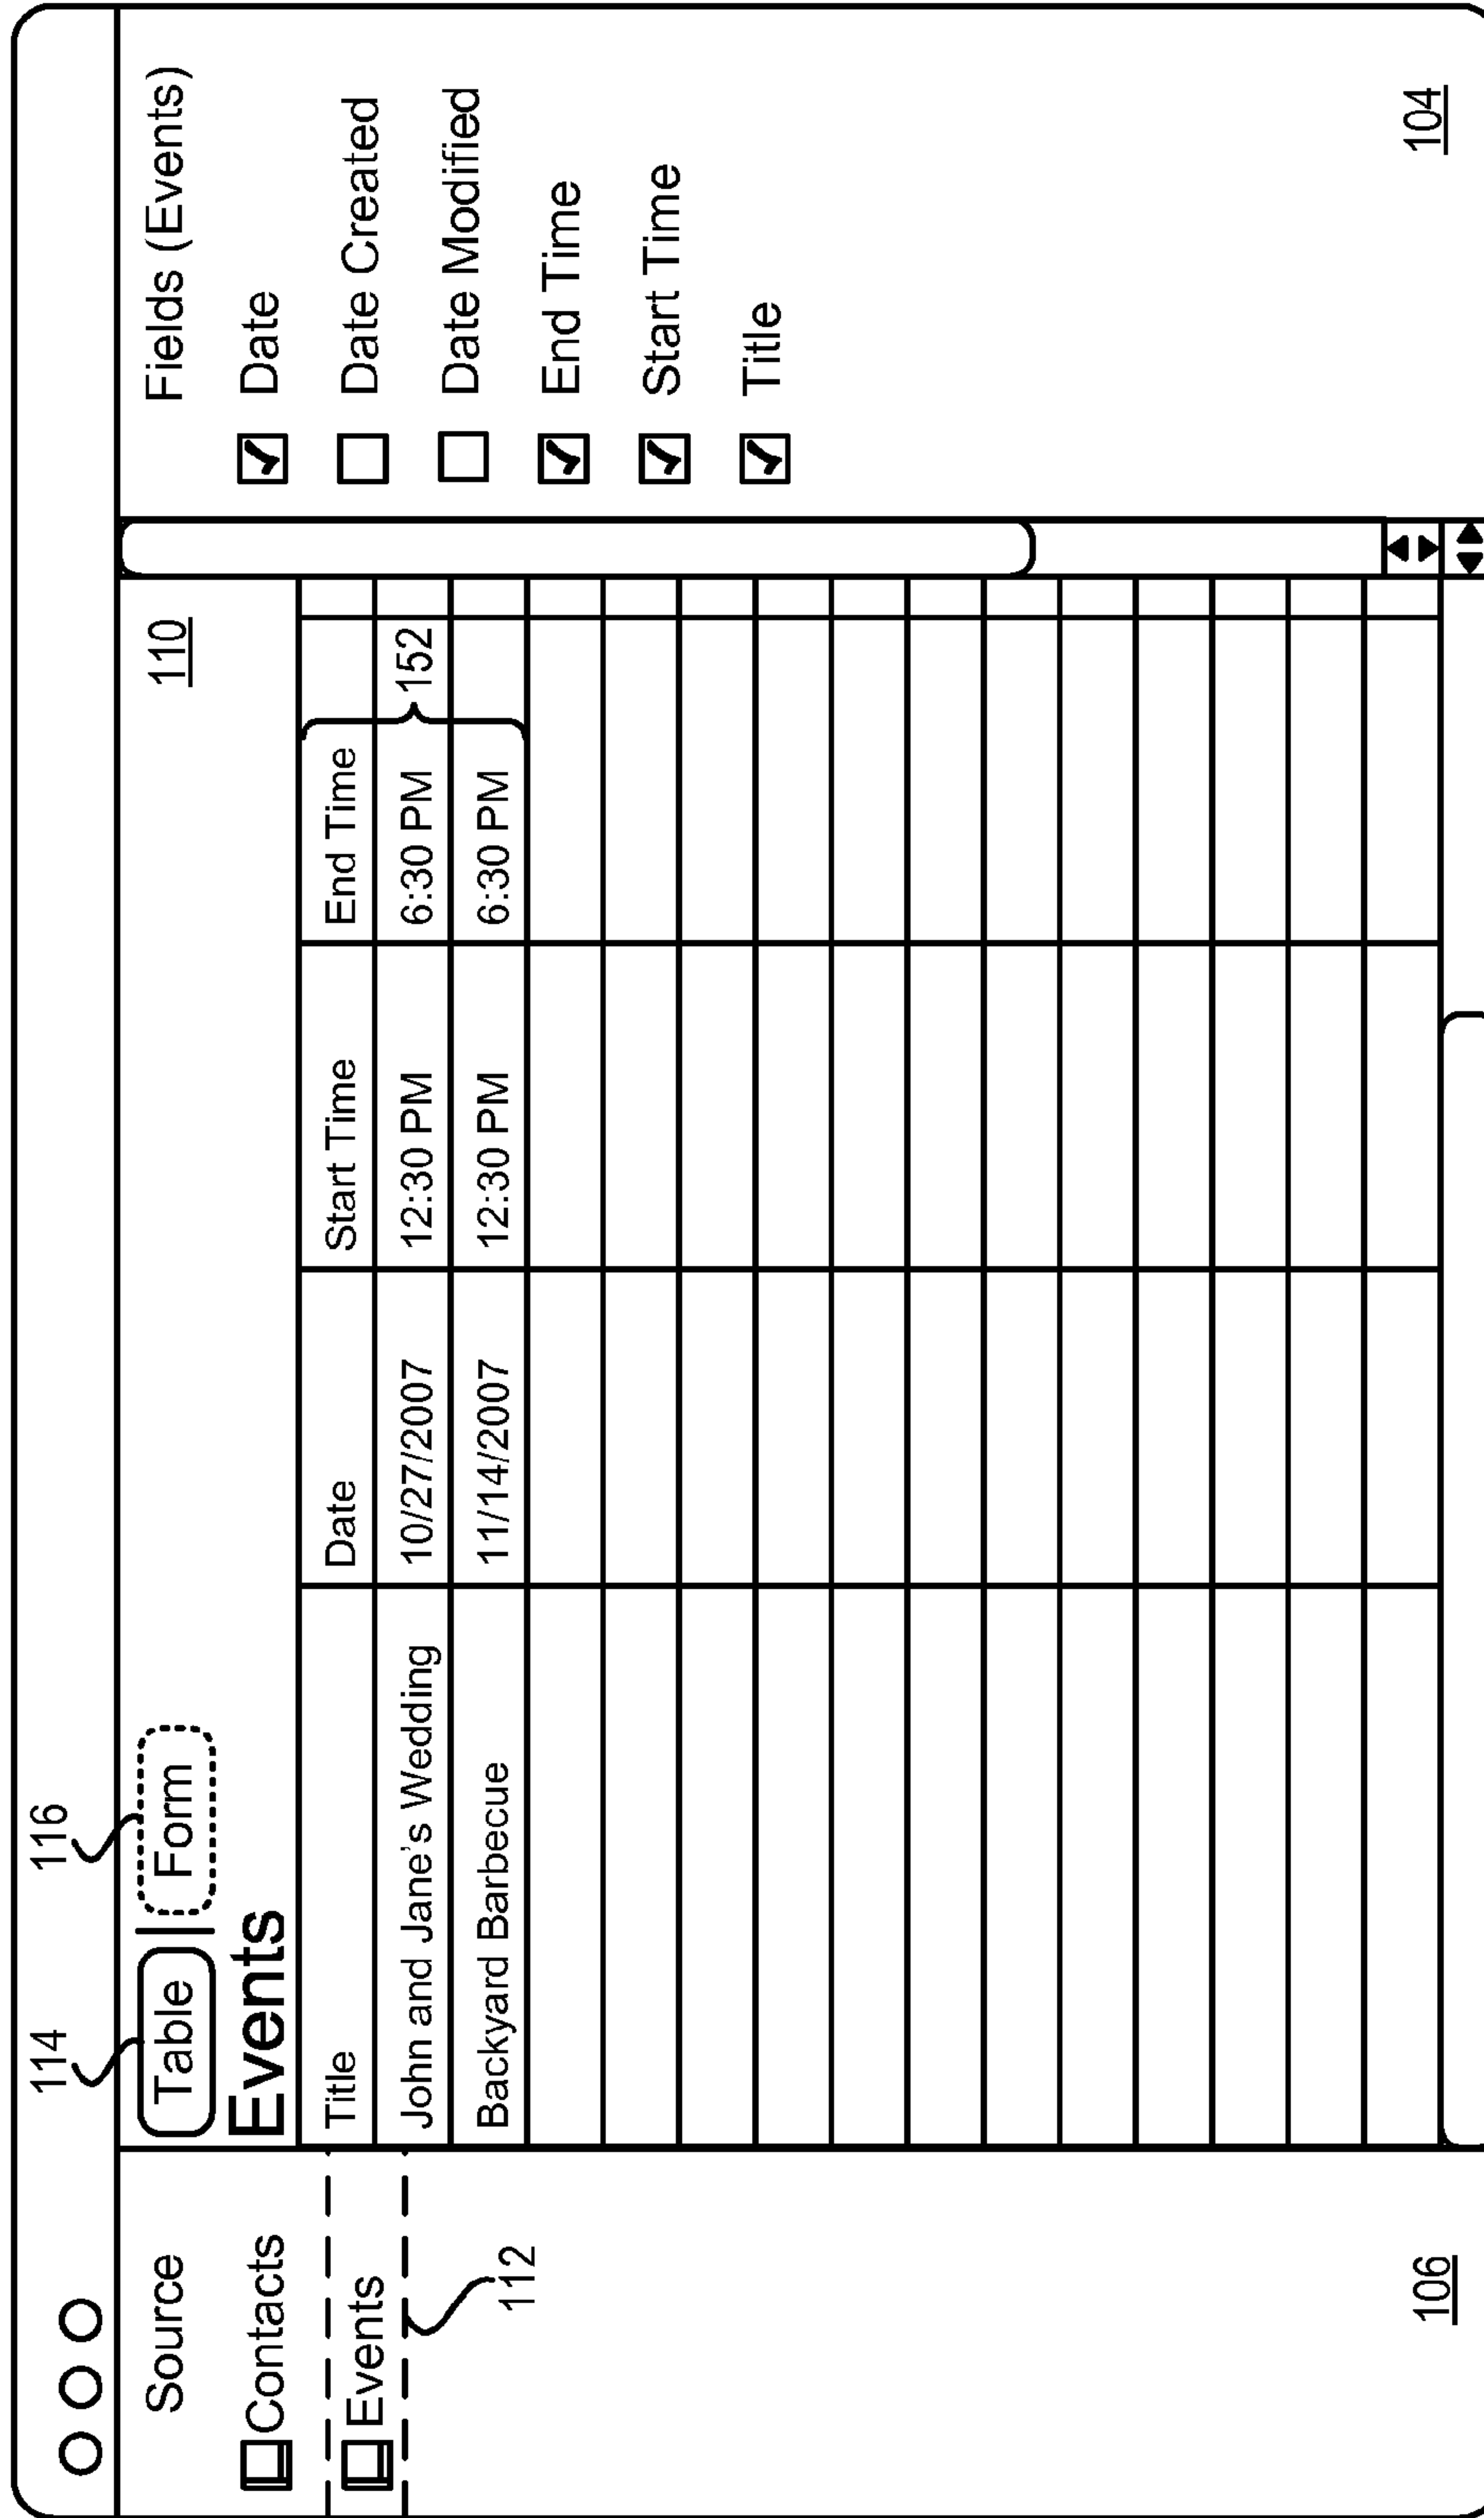 114
116
Source
Table
Form
110
Fields (Events)
Contacts
Events
Date
Title Date Start Time End Time
Events
Date Created
John and Jane's Wedding 10/27/2007 12:30 PM 6:30 PM
152
Date Modified
Backyard Barbecue 11/14/2007 12:30 PM 6:30 PM
112
End Time
Start Time
Title
106
104